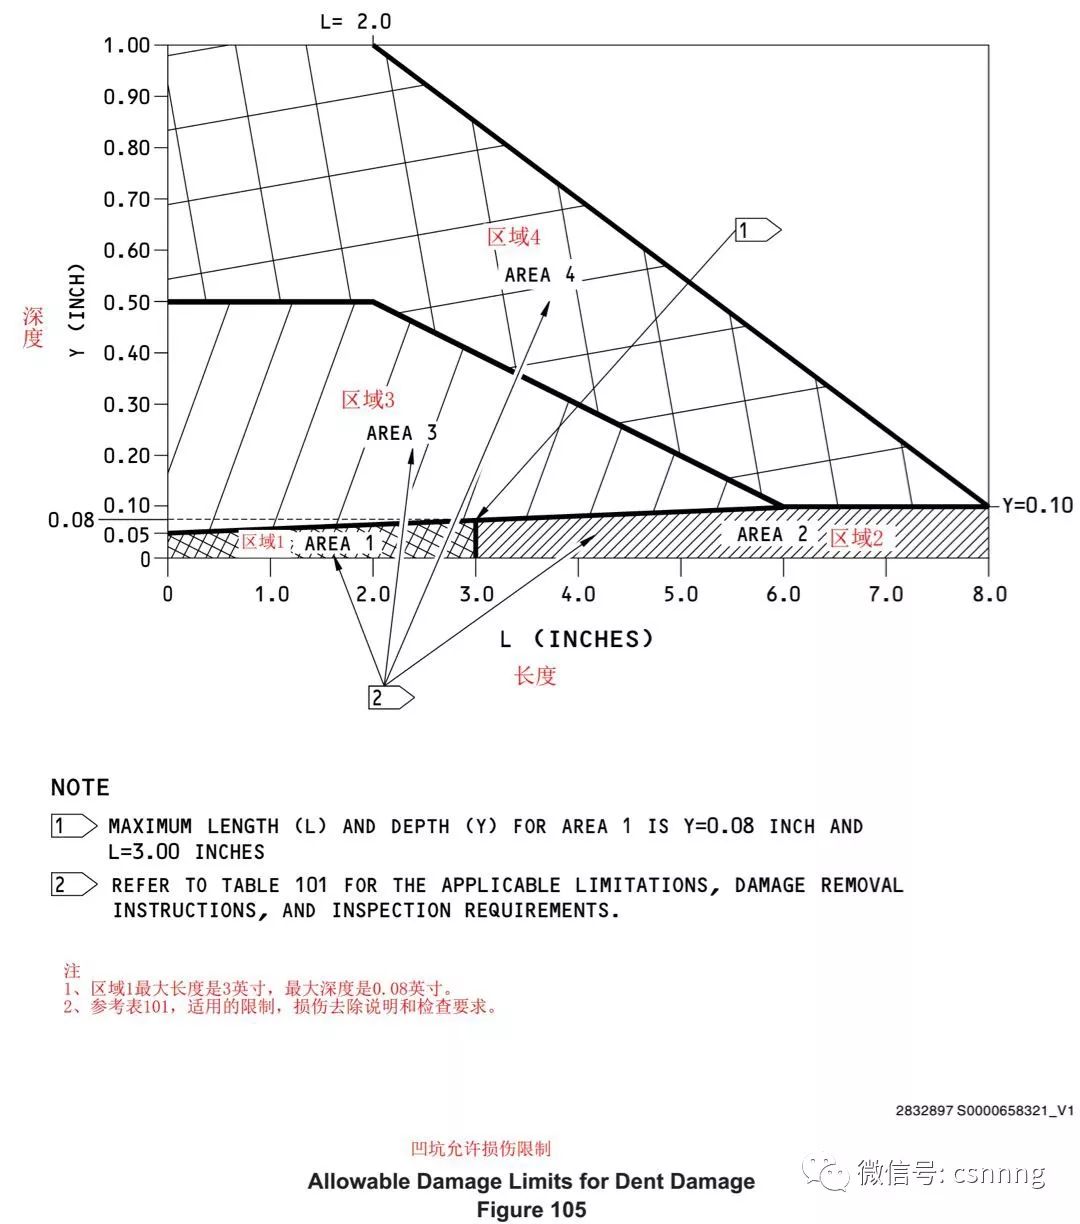 L= 2.0
1.00
0.90
0.80
0.70
0.60
0.50
0.40
0.30
0.20
0.10
0.08
0.05
0
深度
Y (INCH)
区域4
AREA 4
1
区域3
AREA 3
区域1 AREA 1
AREA 2 区域2
Y=0.10
0 1.0 2.0 3.0 4.0 5.0 6.0 7.0 8.0
L (INCHES)
长度
2
NOTE
1 MAXIMUM LENGTH (L) AND DEPTH (Y) FOR AREA 1 IS Y=0.08 INCH AND
L=3.00 INCHES
2 REFER TO TABLE 101 FOR THE APPLICABLE LIMITATIONS, DAMAGE REMOVAL
INSTRUCTIONS, AND INSPECTION REQUIREMENTS.
注
1、区域1最大长度是3英寸，最大深度是0.08英寸。
2、参考表101，适用的限制，损伤去除说明和检查要求。
2832897 S0000658321_V1
凹坑允许损伤限制
Allowable Damage Limits for Dent Damage
Figure 105
微信号: csnnng